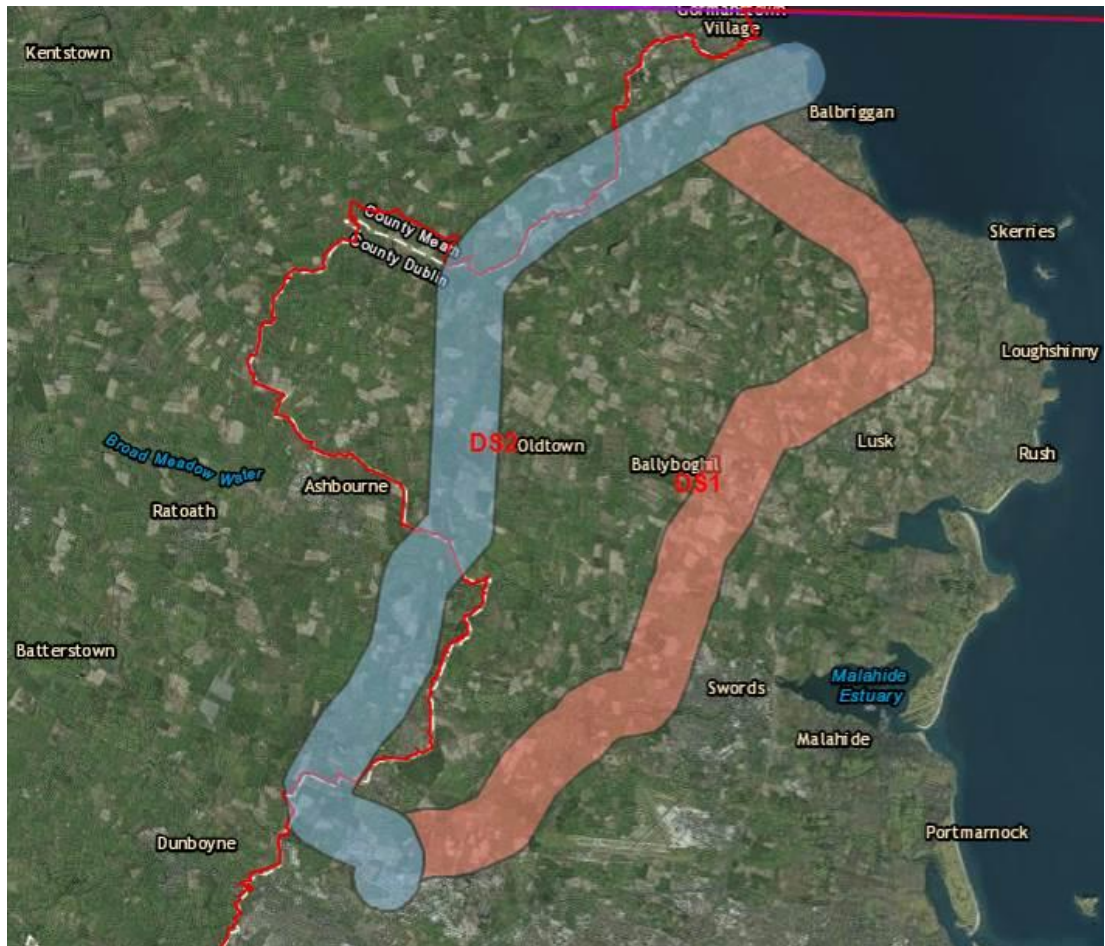 Village
Kentstown
Balbriggan
County Meath
County Dublin
Skerries
Loughshinny
DS2 Oldtown
Lusk
Rush
Ballyboghil
DS1
Broad Meadow Water
Ashbourne
Ratoath
Batterstown
Swords
Malahide
Estuary
Malahide
Dunboyne
Portmarnock